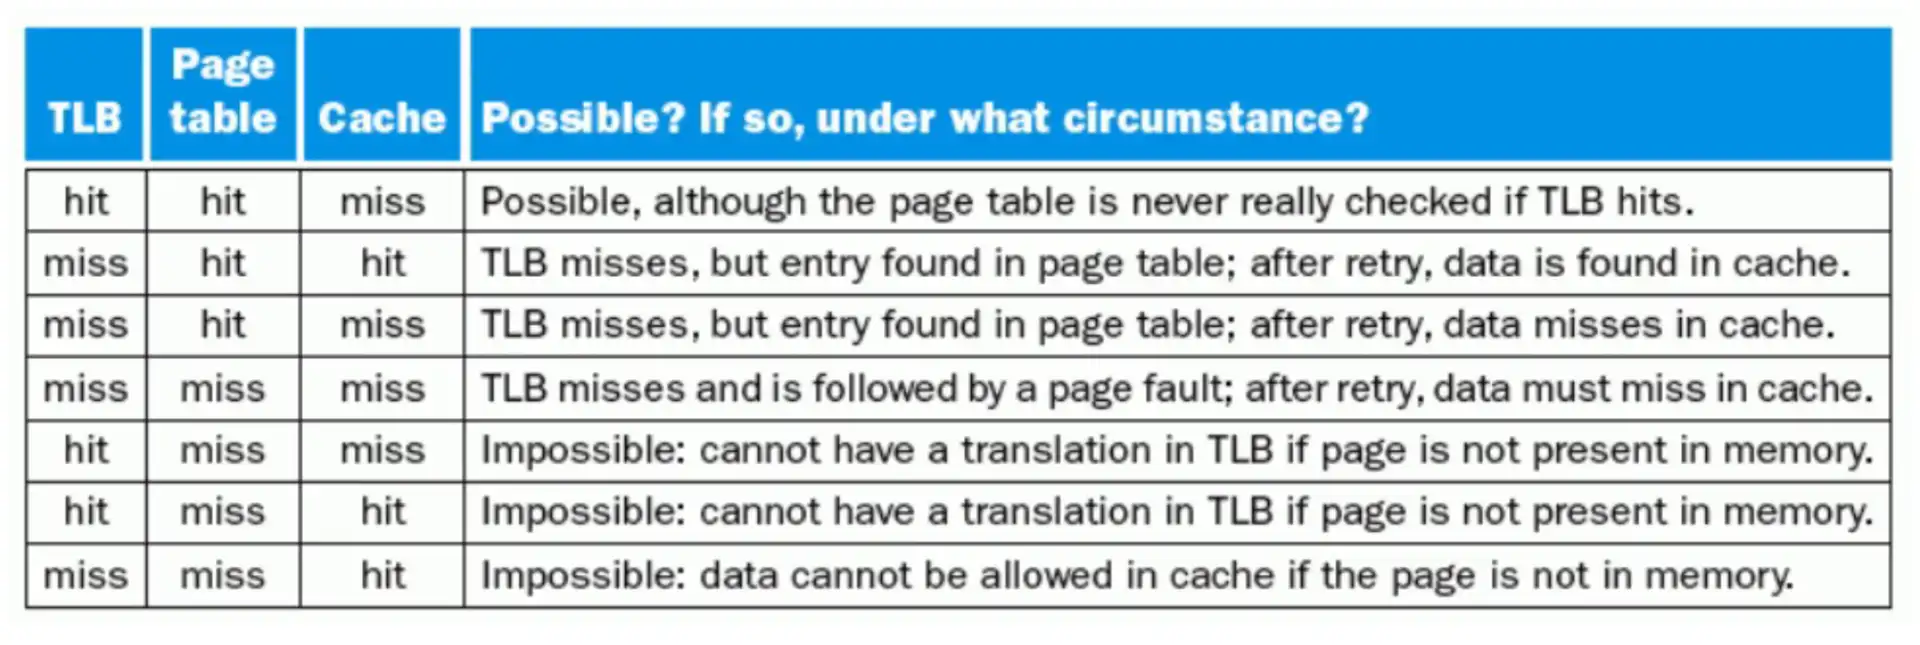 TLB Page table Cache Possible? If so, under what circumstance?
hit hit miss Possible, although the page table is never really checked if TLB hits.
miss hit hit TLB misses, but entry found in page table; after retry, data is found in cache.
miss hit miss TLB misses, but entry found in page table; after retry, data misses in cache.
miss miss miss TLB misses and is followed by a page fault; after retry, data must miss in cache.
hit miss miss Impossible: cannot have a translation in TLB if page is not present in memory.
hit miss hit Impossible: cannot have a translation in TLB if page is not present in memory.
miss miss hit Impossible: data cannot be allowed in cache if the page is not in memory.